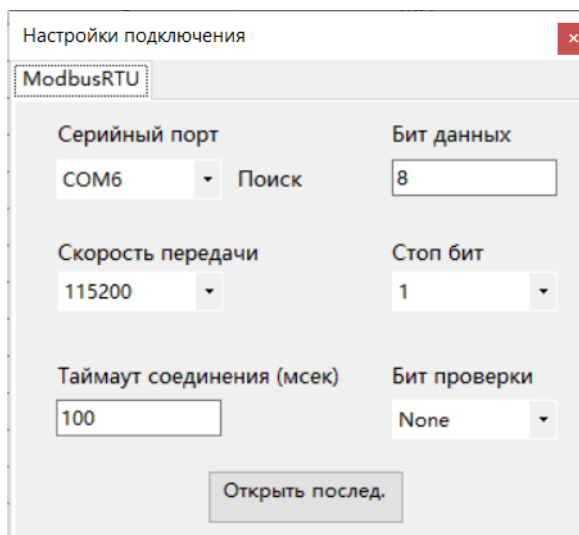 Настройки подключения
ModbusRTU
Серийный порт
Бит данных
COM6
Поиск
8
Скорость передачи
Стоп бит
115200
1
Таймаут соединения (мсек)
Бит проверки
100
None
Открыть послед.